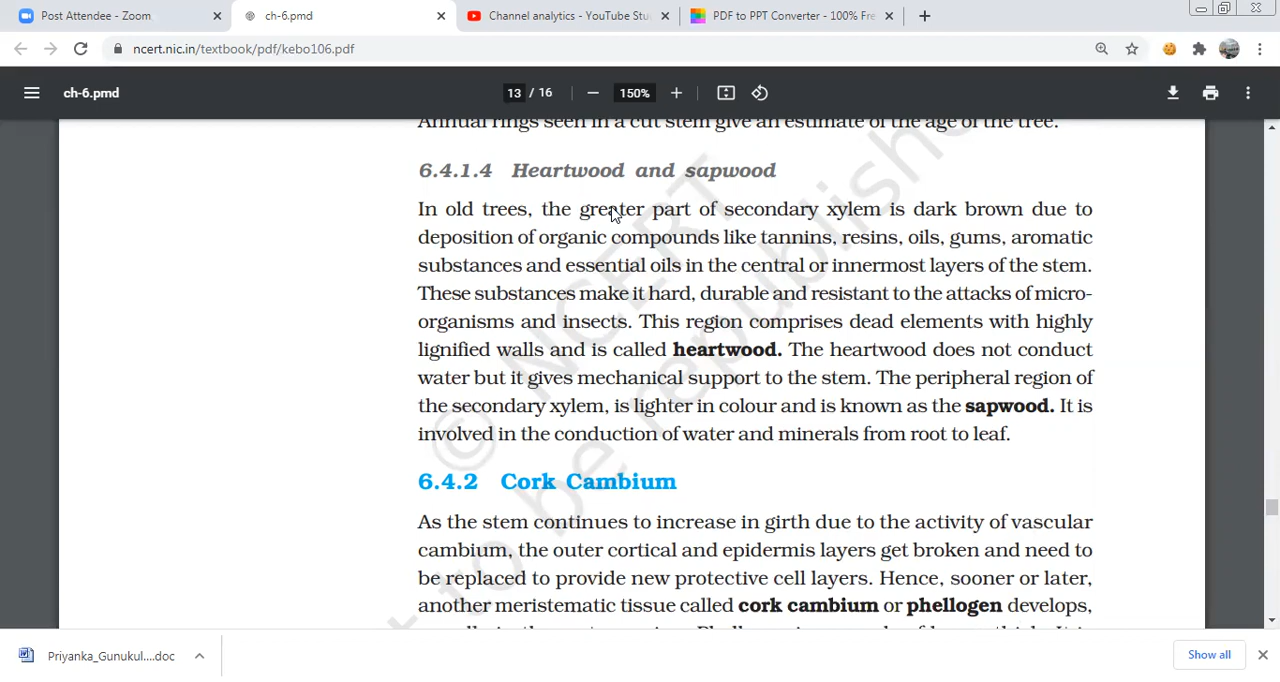 Post Attendee - Zoom
ch-6.pmd
Channel analytics - YouTube Stu
PDF to PPT Converter - 100% Fre
ncert.nic.in/textbook/pdf/kebo106.pdf
ch-6.pmd
13 / 16
150%
Annual rings seen in a cut stem give an estimate of the age of the tree.
6.4.1.4 Heartwood and sapwood
In old trees, the greater part of secondary xylem is dark brown due to
deposition of organic compounds like tannins, resins, oils, gums, aromatic
substances and essential oils in the central or innermost layers of the stem.
These substances make it hard, durable and resistant to the attacks of micro-
organisms and insects. This region comprises dead elements with highly
lignified walls and is called heartwood. The heartwood does not conduct
water but it gives mechanical support to the stem. The peripheral region of
the secondary xylem, is lighter in colour and is known as the sapwood. It is
involved in the conduction of water and minerals from root to leaf.
6.4.2 Cork Cambium
As the stem continues to increase in girth due to the activity of vascular
cambium, the outer cortical and epidermis layers get broken and need to
be replaced to provide new protective cell layers. Hence, sooner or later,
another meristematic tissue called cork cambium or phellogen develops,
© NCERT
to be republishe
Priyanka_Gunukul....doc
Show all